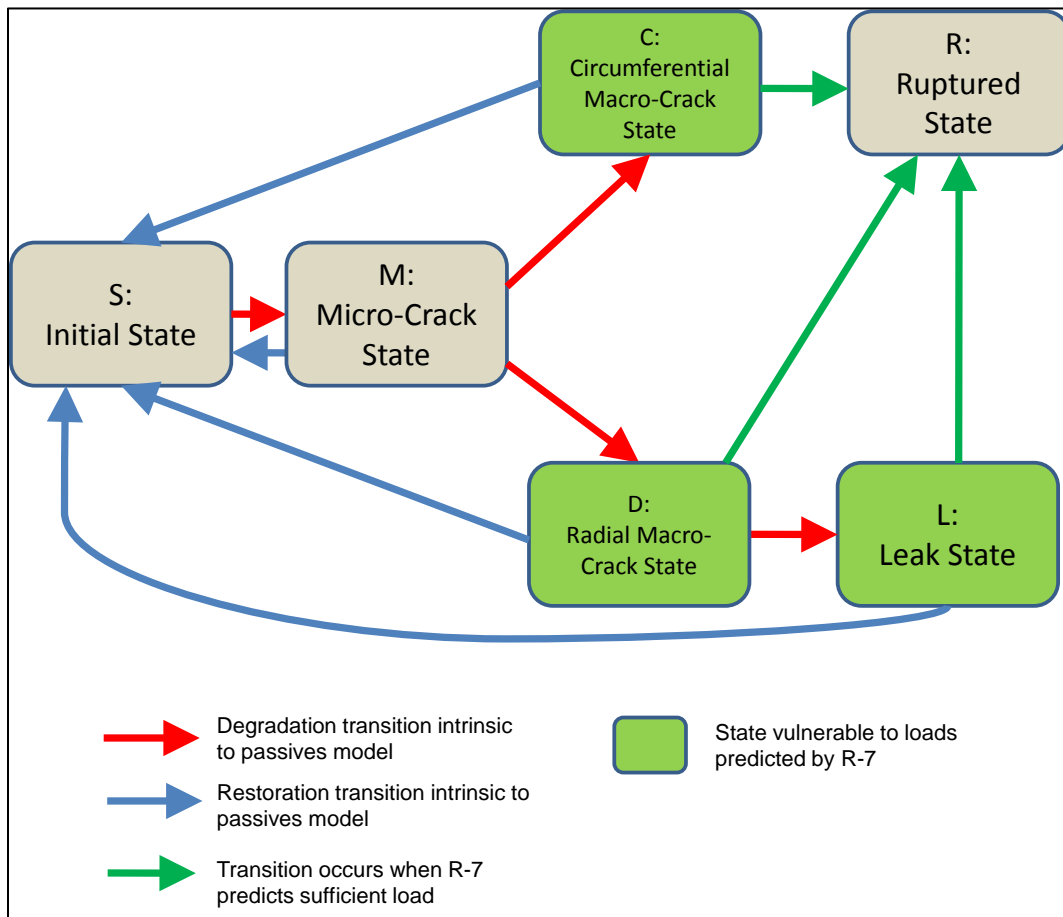 C:
Circumferential
Macro-Crack
State
R:
Ruptured
State
S:
Initial State
M:
Micro-Crack
State
D:
Radial Macro-
Crack State
L:
Leak State
Degradation transition intrinsic
to passives model
Restoration transition intrinsic to
passives model
Transition occurs when R-7
predicts sufficient load
State vulnerable to loads
predicted by R-7